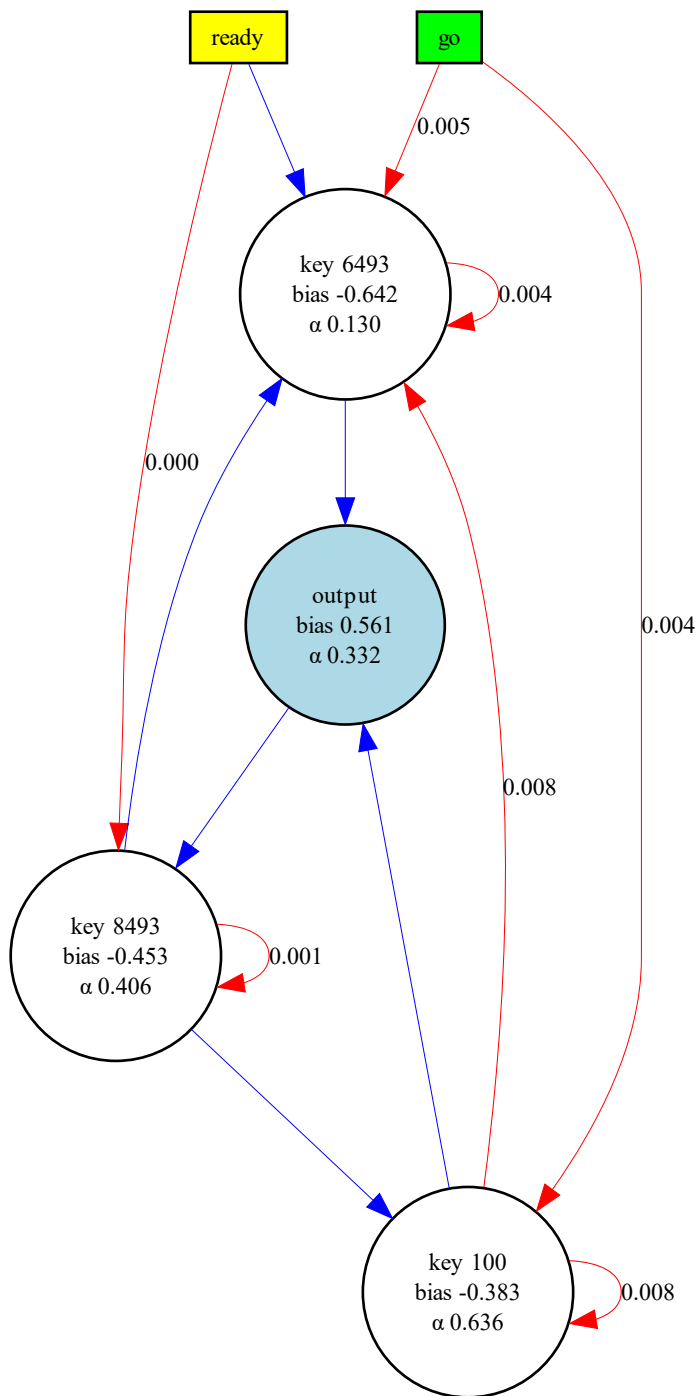 ready
go
0.005
key 6493
bias -0.642
α 0.130
0.004
0.000
output
bias 0.561
α 0.332
0.004
0.008
key 8493
bias -0.453
α 0.406
0.001
key 100
bias -0.383
α 0.636
0.008